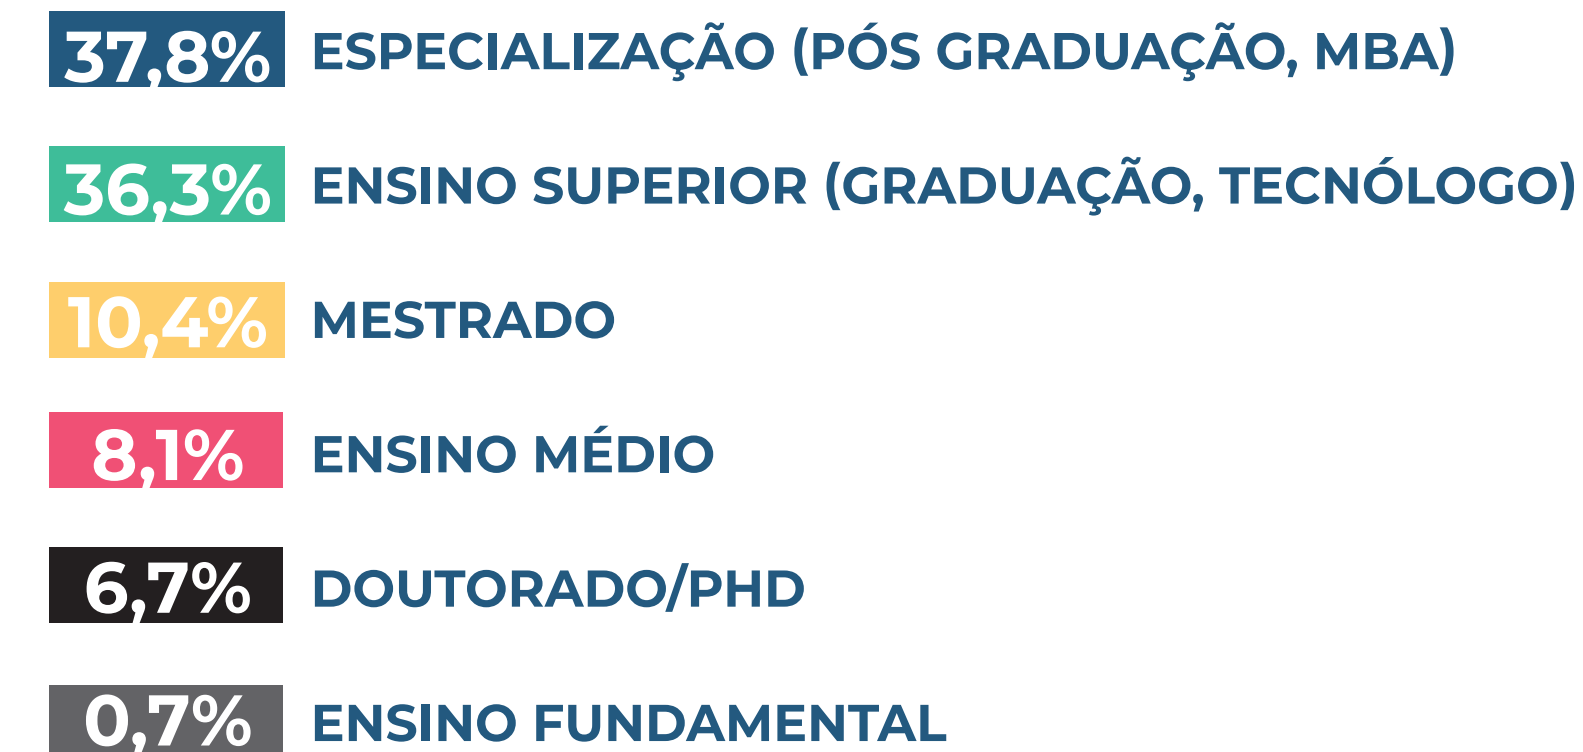 37,8% ESPECIALIZAÇÃO (PÓS GRADUAÇÃO, MBA)
36,3% ENSINO SUPERIOR (GRADUAÇÃO, TECNÓLOGO)
10,4% MESTRADO
8,1% ENSINO MÉDIO
6,7% DOUTORADO/PHD
0,7% ENSINO FUNDAMENTAL